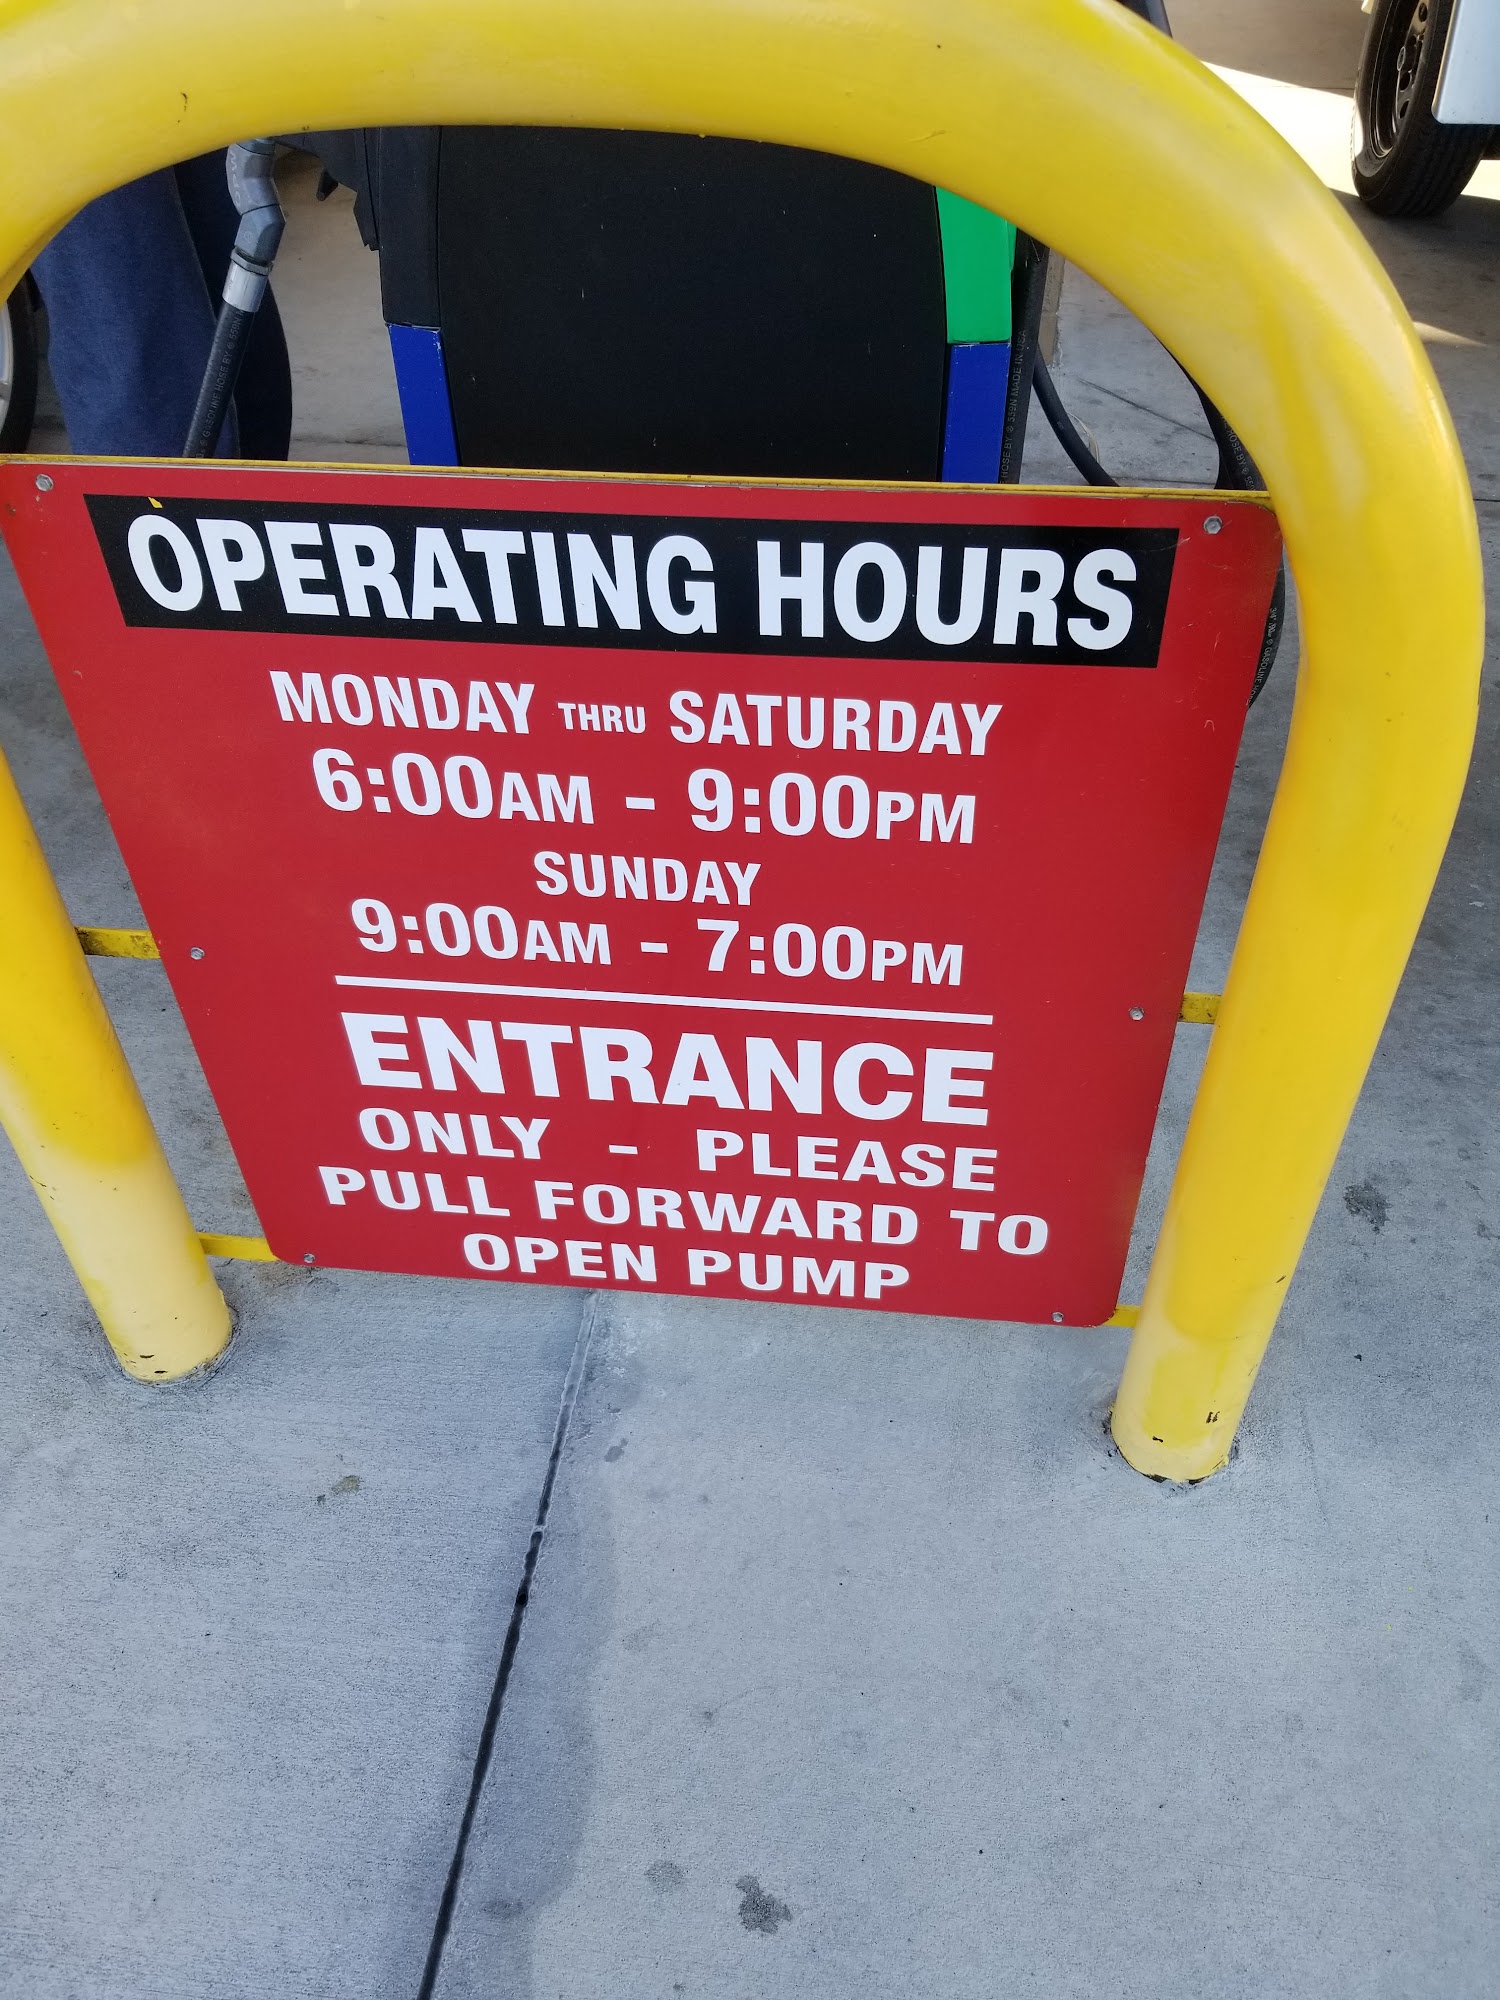 OPERATING HOURS
MONDAY THRU SATURDAY
6:00AM - 9:00PM
SUNDAY
9:00AM - 7:00PM
ENTRANCE
ONLY - PLEASE
PULL FORWARD TO
OPEN PUMP